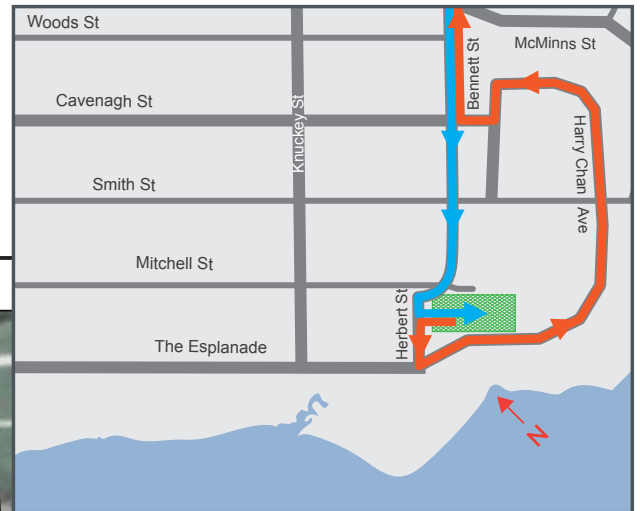 Woods St
McMinns St
Bennett St
Cavenagh St
Knuckey St
Harry Chan Ave
Smith St
Mitchell St
Herbert St
The Esplanade
N